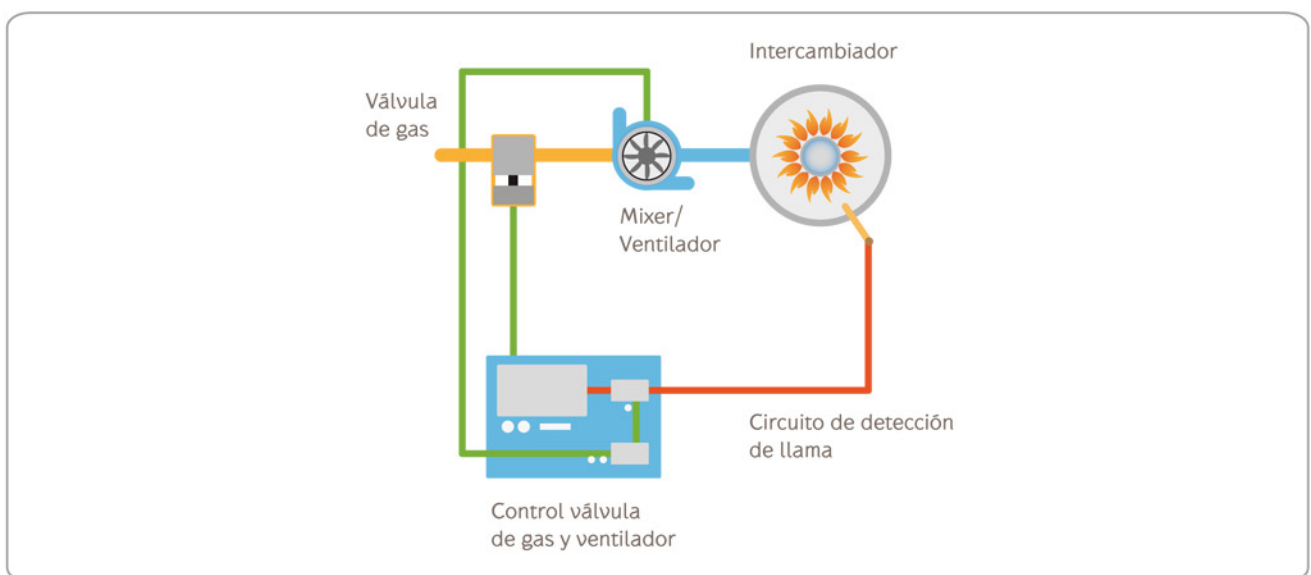 Intercambiador
Válvula
de gas
Mixer/
Ventilador
Circuito de detección
de llama
Control válvula
de gas y ventilador